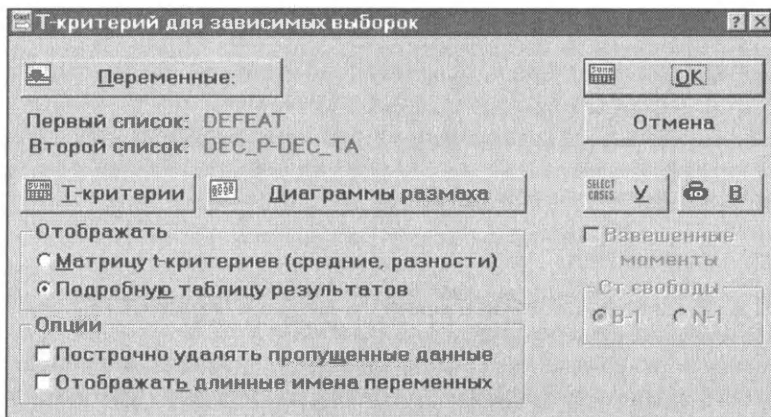 Т-критерий для зависимых выборок
Переменные:
Первый список: DEFEAT
Второй список: DEC_P-DEC_TA
Т-критерии
Диаграммы размаха
Отображать
Матрицу t-критериев (средние, разности)
Подробную таблицу результатов
Опции
Построчно удалять пропущенные данные
Отображать длинные имена переменных
OK
Отмена
SELECT CASES У
В
Взвешенные
моменты
Ст.свободы
В-1 N-1